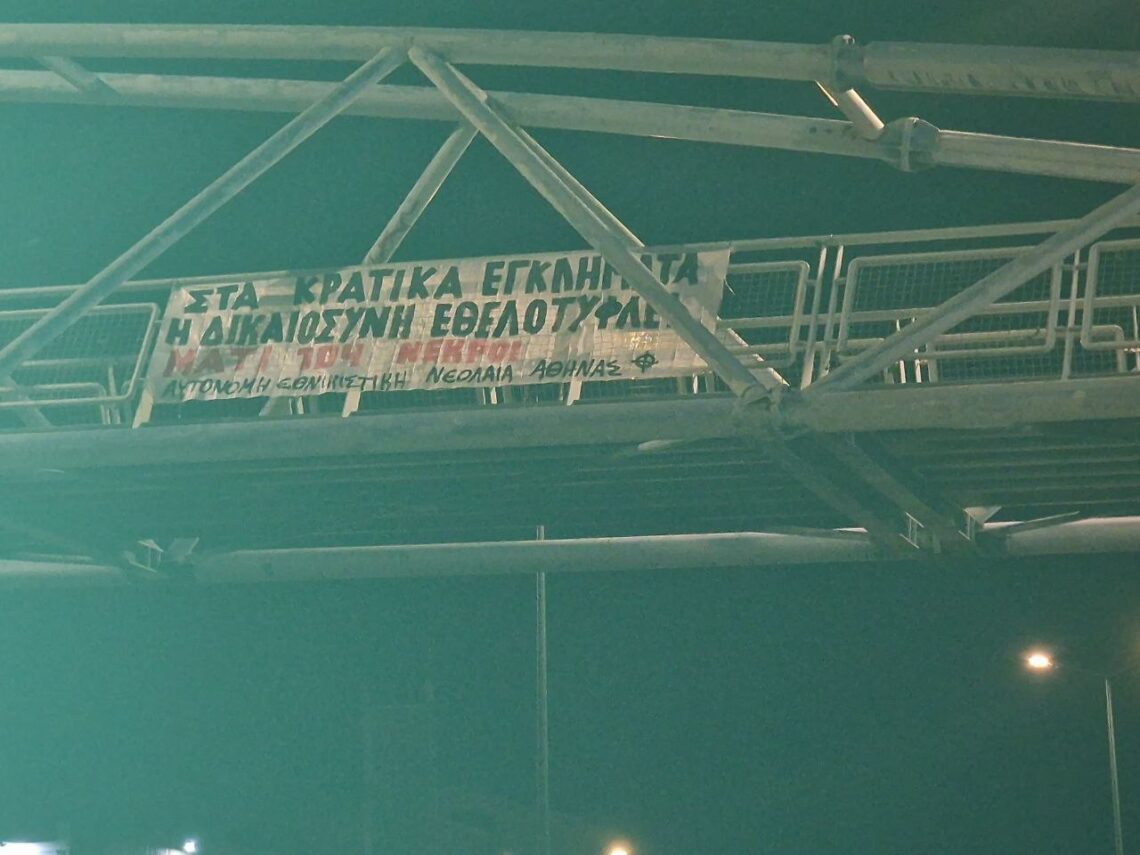 ΣΤΑ ΚΡΑΤΙΚΑ ΕΓΚΛΗΜΑΤΑ
Η ΔΙΚΑΙΟΣΥΝΗ ΕΘΕΛΟΤΥΦΛΕΙ
ΜΑΤΙ 104 ΝΕΚΡΟΙ
ΑΥΤΟΝΟΜΗ ΕΘΝΙΚΙΣΤΙΚΗ ΝΕΟΛΑΙΑ ΑΘΗΝΑΣ